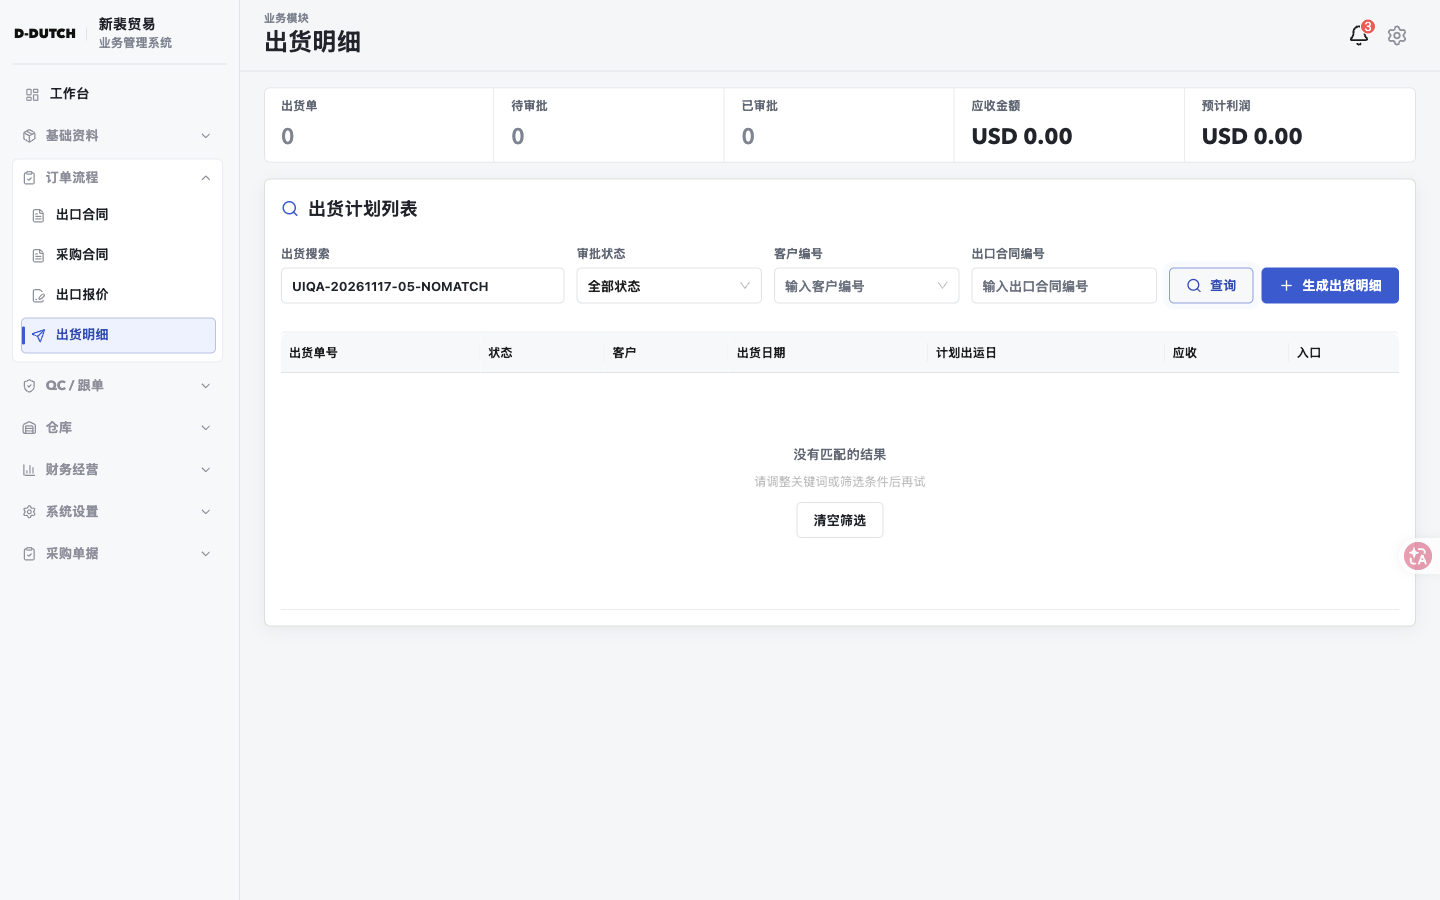 D-DUTCH
新裴贸易
业务管理系统
工作台
基础资料
订单流程
出口合同
采购合同
出口报价
出货明细
QC / 跟单
仓库
财务经营
系统设置
采购单据
业务模块
出货明细
3
出货单
0
待审批
0
已审批
0
应收金额
USD 0.00
预计利润
USD 0.00
出货计划列表
出货搜索
审批状态
客户编号
出口合同编号
UIQA-20261117-05-NOMATCH
全部状态
输入客户编号
输入出口合同编号
查询
生成出货明细
出货单号
状态
客户
出货日期
计划出运日
应收
入口
没有匹配的结果
请调整关键词或筛选条件后再试
清空筛选